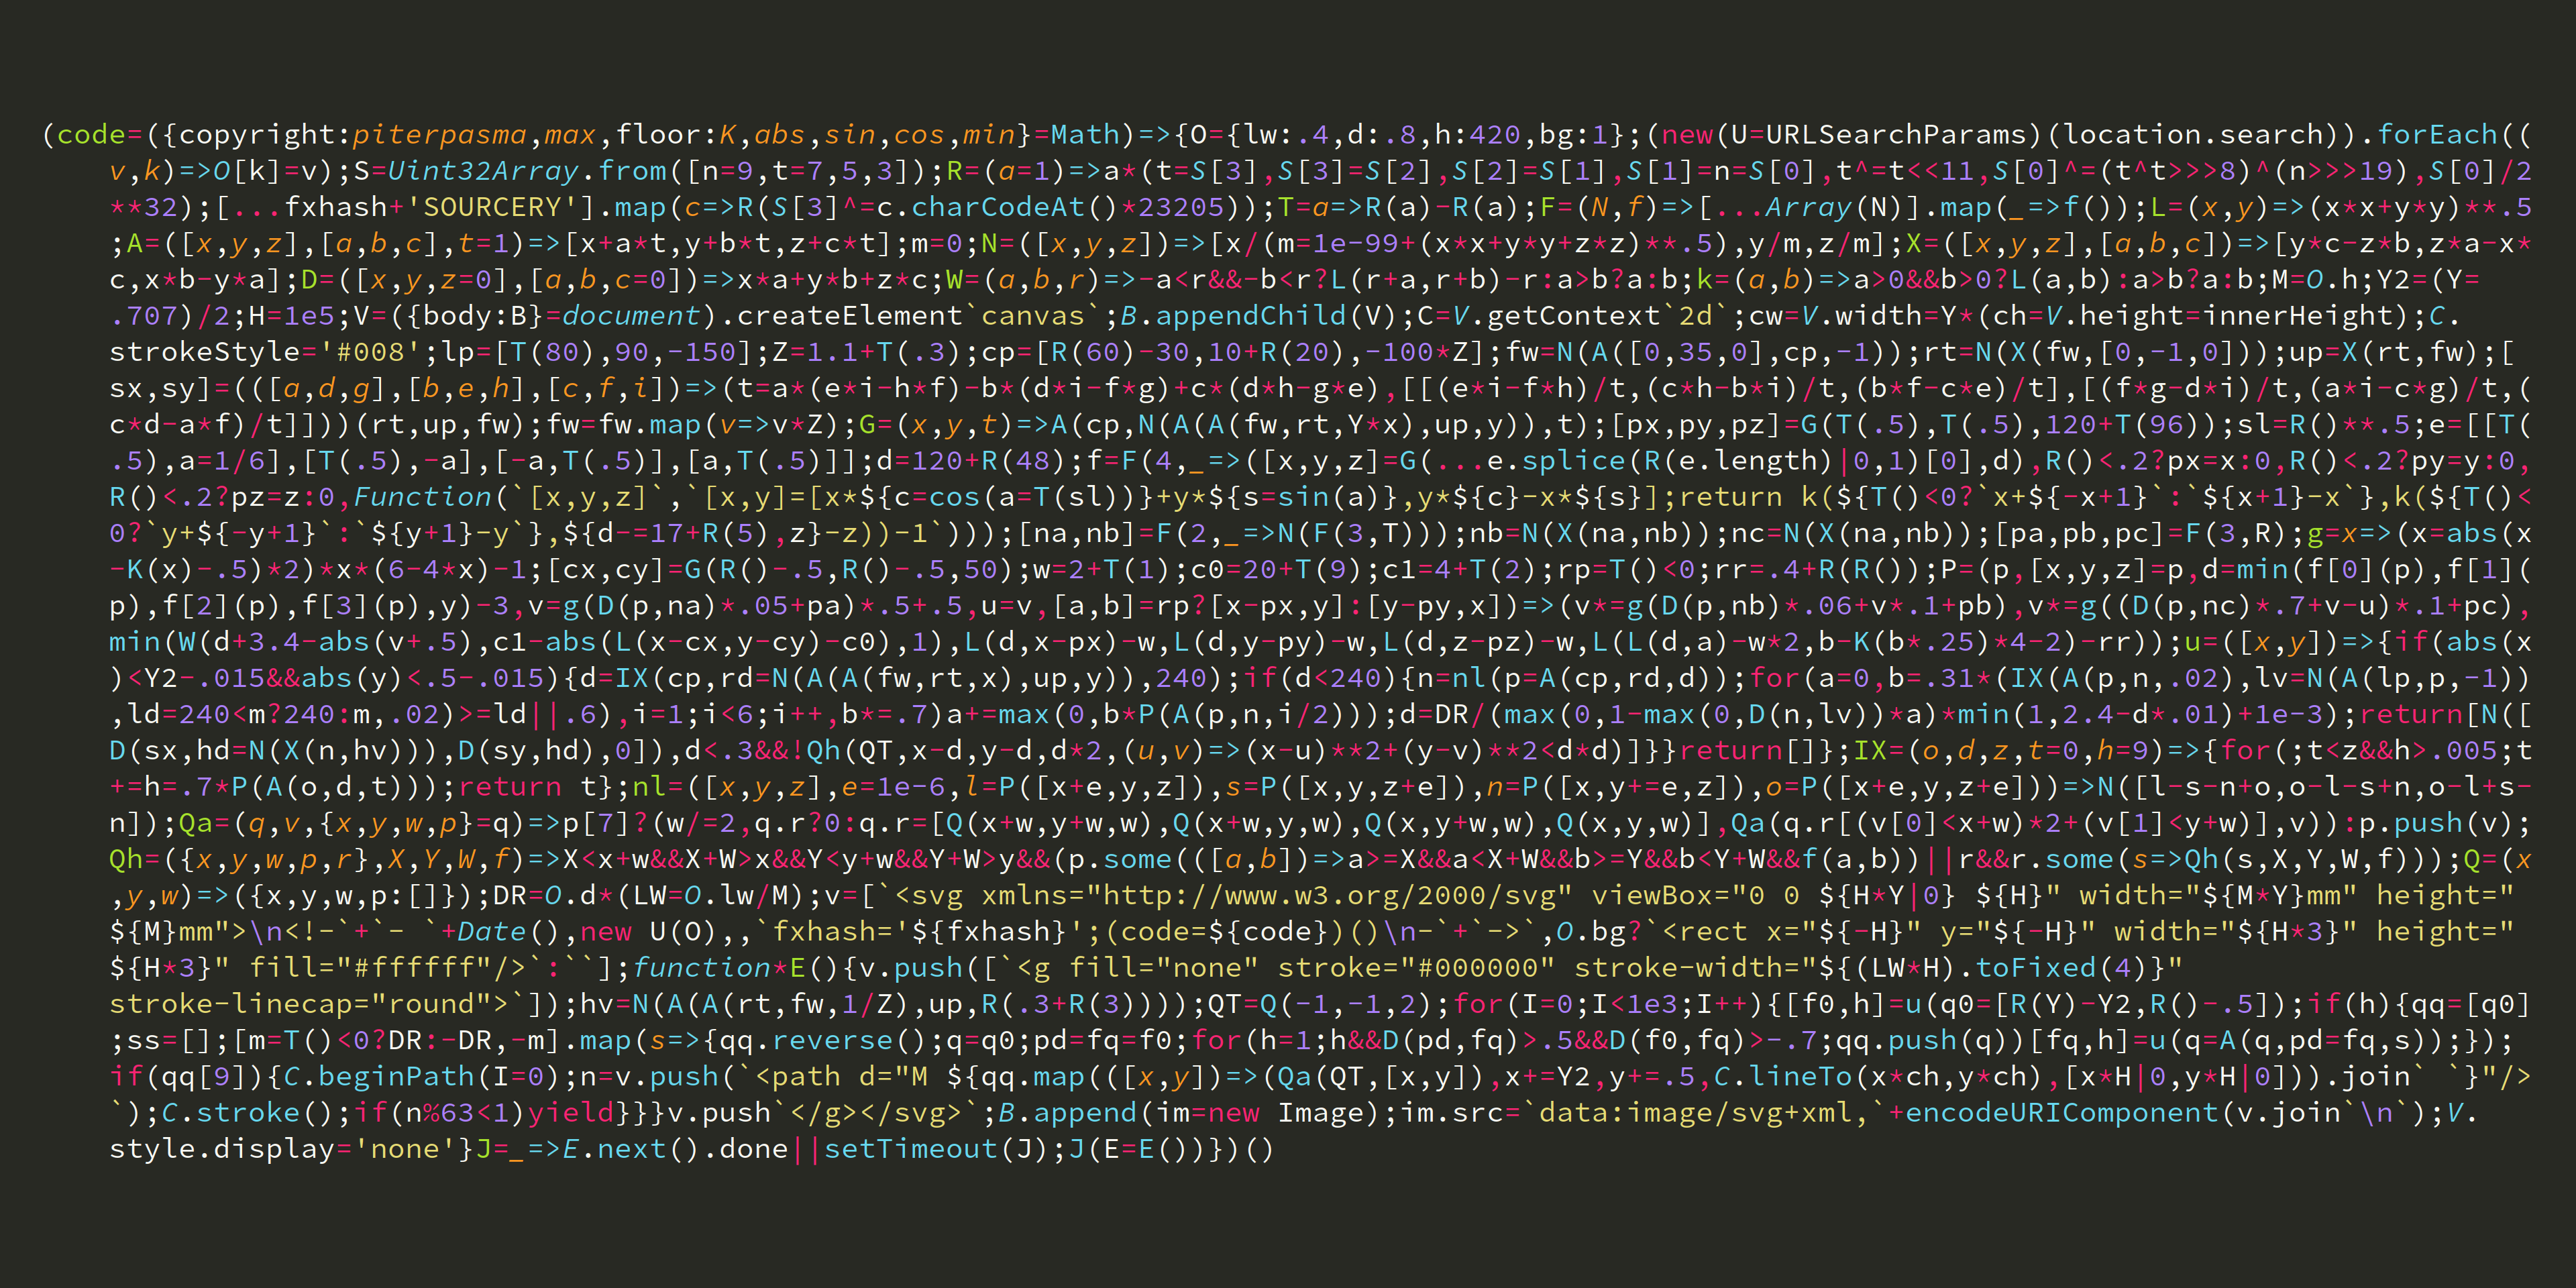 (code=({copyright:piterpasma,max,floor:K,abs,sin,cos,min}=Math)=>{O={lw:.4,d:.8,h:420,bg:1};(new(U=URLSearchParams)(location.search)).forEach((
v,k)=>O[k]=v);S=Uint32Array.from([n=9,t=7,5,3]);R=(a=1)=>a*(t=S[3],S[3]=S[2],S[2]=S[1],S[1]=n=S[0],t^=t<<11,S[0]^=(t^t>>>8)^(n>>>19),S[0]/2
**32);[...fxhash+'SOURCERY'].map(c=>R(S[3]^=c.charCodeAt()*23205));T=a=>R(a)-R(a);F=(N,f)=>[...Array(N)].map(_=>f());L=(x,y)=>(x*x+y*y)**.5
;A=([x,y,z],[a,b,c],t=1)=>[x+a*t,y+b*t,z+c*t];m=0;N=([x,y,z])=>[x/(m=1e-99+(x*x+y*y+z*z)**.5),y/m,z/m];X=([x,y,z],[a,b,c])=>[y*c-z*b,z*a-x*
c,x*b-y*a];D=([x,y,z=0],[a,b,c=0])=>x*a+y*b+z*c;W=(a,b,r)=>-a<r&&-b<r?L(r+a,r+b)-r:a>b?a:b;k=(a,b)=>a>0&&b>0?L(a,b):a>b?a:b;M=O.h;Y2=(Y=
.707)/2;H=1e5;V=({body:B}=document).createElement`canvas`;B.appendChild(V);C=V.getContext`2d`;cw=V.width=Y*(ch=V.height=innerHeight);C.
strokeStyle='#008';lp=[T(80),90,-150];Z=1.1+T(.3);cp=[R(60)-30,10+R(20),-100*Z];fw=N(A([0,35,0],cp,-1));rt=N(X(fw,[0,-1,0]));up=X(rt,fw);[
sx,sy]=(([a,d,g],[b,e,h],[c,f,i])=>(t=a*(e*i-h*f)-b*(d*i-f*g)+c*(d*h-g*e),[[(e*i-f*h)/t,(c*h-b*i)/t,(b*f-c*e)/t],[(f*g-d*i)/t,(a*i-c*g)/t,(
c*d-a*f)/t]]))(rt,up,fw);fw=fw.map(v=>v*Z);G=(x,y,t)=>A(cp,N(A(A(fw,rt,Y*x),up,y)),t);[px,py,pz]=G(T(.5),T(.5),120+T(96));sl=R()**.5;e=[[T(
.5),a=1/6],[T(.5),-a],[-a,T(.5)],[a,T(.5)]];d=120+R(48);f=F(4,_=>([x,y,z]=G(...e.splice(R(e.length)|0,1)[0],d),R()<.2?px=x:0,R()<.2?py=y:0,
R()<.2?pz=z:0,Function(`[x,y,z]`,`[x,y]=[x*${c=cos(a=T(sl))}+y*${s=sin(a)},y*${c}-x*${s}];return k(${T()<0?`x+${-x+1}`:`${x+1}-x`},k(${T()<
0?`y+${-y+1}`:`${y+1}-y`},${d-=17+R(5),z}-z))-1`)));[na,nb]=F(2,_=>N(F(3,T)));nb=N(X(na,nb));nc=N(X(na,nb));[pa,pb,pc]=F(3,R);g=x=>(x=abs(x
-K(x)-.5)*2)*x*(6-4*x)-1;[cx,cy]=G(R()-.5,R()-.5,50);w=2+T(1);c0=20+T(9);c1=4+T(2);rp=T()<0;rr=.4+R(R());P=(p,[x,y,z]=p,d=min(f[0](p),f[1](
p),f[2](p),f[3](p),y)-3,v=g(D(p,na)*.05+pa)*.5+.5,u=v,[a,b]=rp?[x-px,y]:[y-py,x])=>(v*=g(D(p,nb)*.06+v*.1+pb),v*=g((D(p,nc)*.7+v-u)*.1+pc),
min(W(d+3.4-abs(v+.5),c1-abs(L(x-cx,y-cy)-c0),1),L(d,x-px)-w,L(d,y-py)-w,L(d,z-pz)-w,L(L(d,a)-w*2,b-K(b*.25)*4-2)-rr));u=([x,y])=>{if(abs(x
)<Y2-.015&&abs(y)<.5-.015){d=IX(cp,rd=N(A(A(fw,rt,x),up,y)),240);if(d<240){n=nl(p=A(cp,rd,d));for(a=0,b=.31*(IX(A(p,n,.02),lv=N(A(lp,p,-1))
,ld=240<m?240:m,.02)>=ld||.6),i=1;i<6;i++,b*=.7)a+=max(0,b*P(A(p,n,i/2)));d=DR/(max(0,1-max(0,D(n,lv))*a)*min(1,2.4-d*.01)+1e-3);return[N([
D(sx,hd=N(X(n,hv))),D(sy,hd),0]),d<.3&&!Qh(QT,x-d,y-d,d*2,(u,v)=>(x-u)**2+(y-v)**2<d*d)]}}return[]};IX=(o,d,z,t=0,h=9)=>{for(;t<z&&h>.005;t
+=h=.7*P(A(o,d,t)));return t};nl=([x,y,z],e=1e-6,l=P([x+e,y,z]),s=P([x,y,z+e]),n=P([x,y+=e,z]),o=P([x+e,y,z+e]))=>N([l-s-n+o,o-l-s+n,o-l+s-
n]);Qa=(q,v,{x,y,w,p}=q)=>p[7]?(w/=2,q.r?0:q.r=[Q(x+w,y+w,w),Q(x+w,y,w),Q(x,y+w,w),Q(x,y,w)],Qa(q.r[(v[0]<x+w)*2+(v[1]<y+w)],v)):p.push(v);
Qh=({x,y,w,p,r},X,Y,W,f)=>X<x+w&&X+W>x&&Y<y+w&&Y+W>y&&(p.some(([a,b])=>a>=X&&a<X+W&&b>=Y&&b<Y+W&&f(a,b))||r&&r.some(s=>Qh(s,X,Y,W,f)));Q=(x
,y,w)=>({x,y,w,p:[]});DR=O.d*(LW=O.lw/M);v=[`<svg xmlns="http://www.w3.org/2000/svg" viewBox="0 0 ${H*Y|0} ${H}" width="${M*Y}mm" height="
${M}mm">\n<!-`+`- `+Date(),new U(O),,`fxhash='${fxhash}';(code=${code})()\n-`+`->`,O.bg?`<rect x="${-H}" y="${-H}" width="${H*3}" height="
${H*3}" fill="#ffffff"/>`:``];function*E(){v.push([`<g fill="none" stroke="#000000" stroke-width="${(LW*H).toFixed(4)}"
stroke-linecap="round">`]);hv=N(A(A(rt,fw,1/Z),up,R(.3+R(3))));QT=Q(-1,-1,2);for(I=0;I<1e3;I++){[f0,h]=u(q0=[R(Y)-Y2,R()-.5]);if(h){qq=[q0]
;ss=[];[m=T()<0?DR:-DR,-m].map(s=>{qq.reverse();q=q0;pd=fq=f0;for(h=1;h&&D(pd,fq)>.5&&D(f0,fq)>-.7;qq.push(q))[fq,h]=u(q=A(q,pd=fq,s));});
if(qq[9]){C.beginPath(I=0);n=v.push(`<path d="M ${qq.map(([x,y])=>(Qa(QT,[x,y]),x+=Y2,y+=.5,C.lineTo(x*ch,y*ch),[x*H|0,y*H|0])).join` `}"/>
`);C.stroke();if(n%63<1)yield}}}v.push`</g></svg>`;B.append(im=new Image);im.src=`data:image/svg+xml,`+encodeURIComponent(v.join`\n`);V.
style.display='none'}J=_=>E.next().done||setTimeout(J);J(E=E())})()